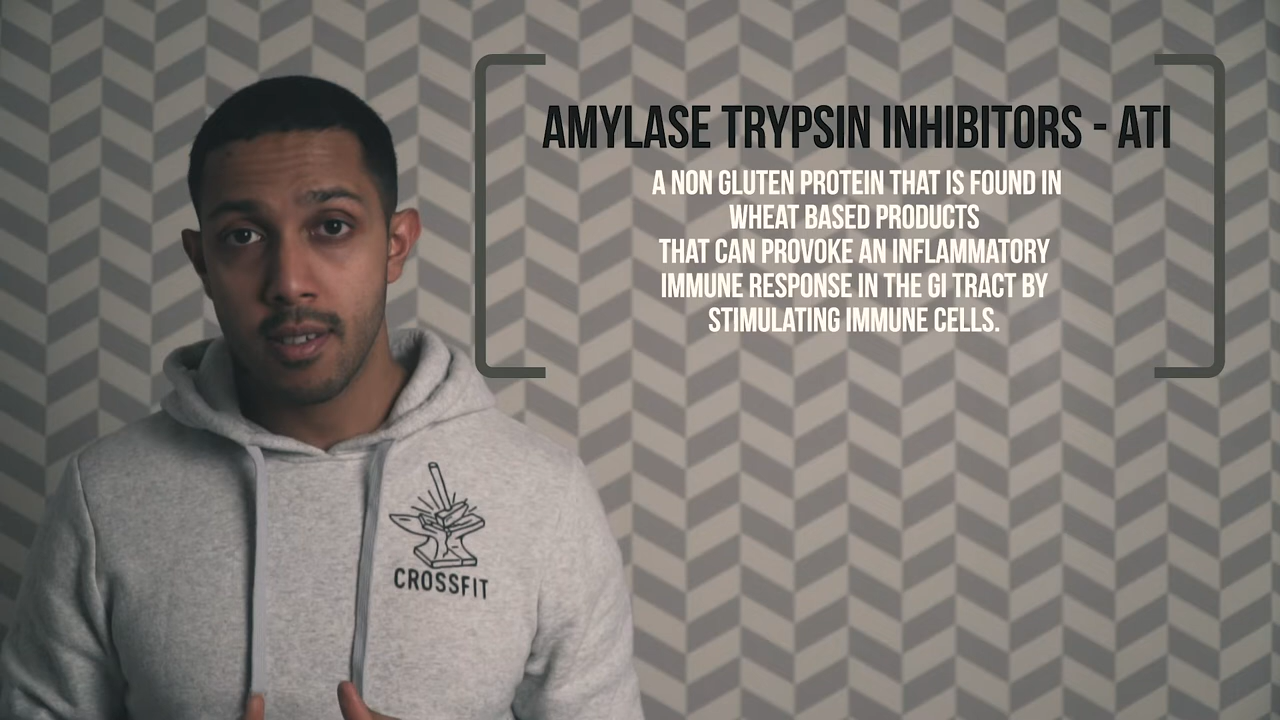 AMYLASE TRYPSIN INHIBITORS - ATI
A NON GLUTEN PROTEIN THAT IS FOUND IN
WHEAT BASED PRODUCTS
THAT CAN PROVOKE AN INFLAMMATORY
IMMUNE RESPONSE IN THE GI TRACT BY
STIMULATING IMMUNE CELLS.
CROSSFIT